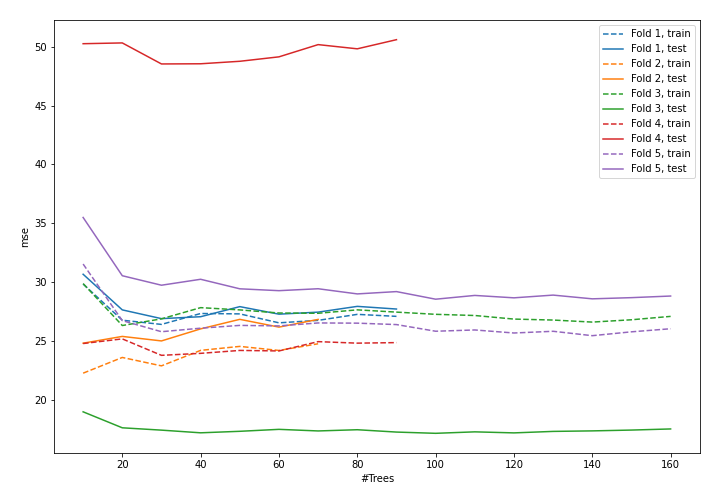 50
45
40
35
30
25
20
mse
20
40
60
80
100
120
140
160
#Trees
Fold 1, train
Fold 1, test
Fold 2, train
Fold 2, test
Fold 3, train
Fold 3, test
Fold 4, train
Fold 4, test
Fold 5, train
Fold 5, test